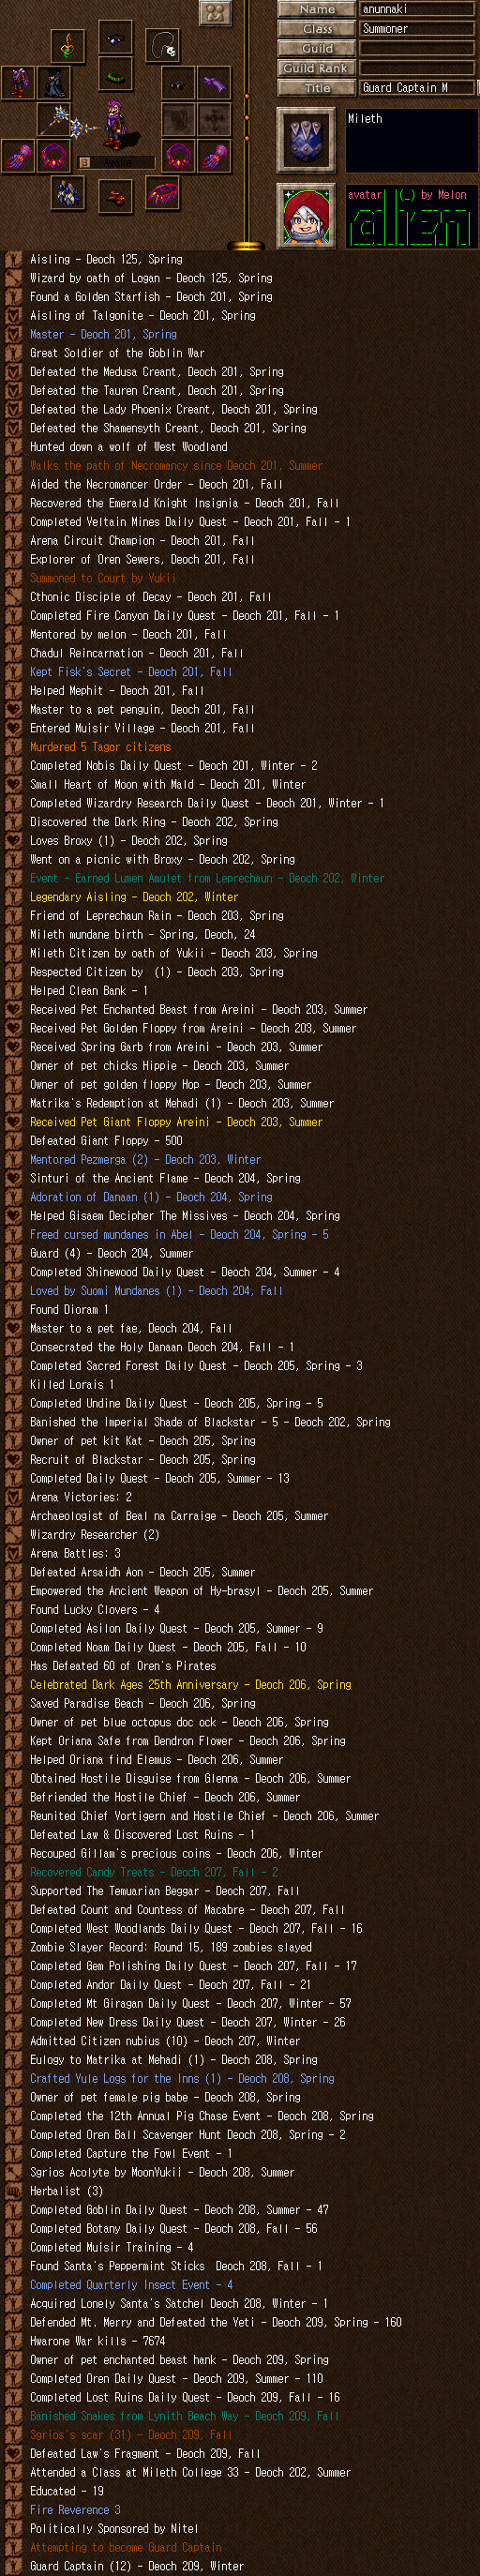 Name anunnaki
Class Summoner
Guild
Guild Rank
Title Guard Captain M
Awake
Mileth
avatar (_) by Melon
Aisling - Deoch 125, Spring
Wizard by oath of Logan - Deoch 125, Spring
Found a Golden Starfish - Deoch 201, Spring
Aisling of Talgonite - Deoch 201, Spring
Master - Deoch 201, Spring
Great Soldier of the Goblin War
Defeated the Medusa Creant, Deoch 201, Spring
Defeated the Tauren Creant, Deoch 201, Spring
Defeated the Lady Phoenix Creant, Deoch 201, Spring
Defeated the Shamensyth Creant, Deoch 201, Spring
Hunted down a wolf of West Woodland
Walks the path of Necromancy since Deoch 201, Summer
Aided the Necromancer Order - Deoch 201, Fall
Recovered the Emerald Knight Insignia - Deoch 201, Fall
Completed Veltain Mines Daily Quest - Deoch 201, Fall - 1
Arena Circuit Champion - Deoch 201, Fall
Explorer of Oren Sewers, Deoch 201, Fall
Summoned to Court by Yukii
Cthonic Disciple of Decay - Deoch 201, Fall
Completed Fire Canyon Daily Quest - Deoch 201, Fall - 1
Mentored by melon - Deoch 201, Fall
Chadul Reincarnation - Deoch 201, Fall
Kept Fisk's Secret - Deoch 201, Fall
Helped Mephit - Deoch 201, Fall
Master to a pet penguin, Deoch 201, Fall
Entered Muisir Village - Deoch 201, Fall
Murdered 5 Tagor citizens
Completed Nobis Daily Quest - Deoch 201, Winter - 2
Small Heart of Moon with Mald - Deoch 201, Winter
Completed Wizardry Research Daily Quest - Deoch 201, Winter - 1
Discovered the Dark Ring - Deoch 202, Spring
Loves Broxy (1) - Deoch 202, Spring
Went on a picnic with Broxy - Deoch 202, Spring
Event - Earned Lumen Amulet from Leprechaun - Deoch 202, Winter
Legendary Aisling - Deoch 202, Winter
Friend of Leprechaun Rain - Deoch 203, Spring
Mileth mundane birth - Spring, Deoch, 24
Mileth Citizen by oath of Yukii - Deoch 203, Spring
Respected Citizen by  (1) - Deoch 203, Spring
Helped Clean Bank - 1
Received Pet Enchanted Beast from Areini - Deoch 203, Summer
Received Pet Golden Floppy from Areini - Deoch 203, Summer
Received Spring Garb from Areini - Deoch 203, Summer
Owner of pet chicks Hippie - Deoch 203, Summer
Owner of pet golden floppy Hop - Deoch 203, Summer
Matrika's Redemption at Mehadi (1) - Deoch 203, Summer
Received Pet Giant Floppy Areini - Deoch 203, Summer
Defeated Giant Floppy - 500
Mentored Pezmerga (2) - Deoch 203, Winter
Sinturi of the Ancient Flame - Deoch 204, Spring
Adoration of Danaan (1) - Deoch 204, Spring
Helped Gisaem Decipher The Missives - Deoch 204, Spring
Freed cursed mundanes in Abel - Deoch 204, Spring - 5
Guard (4) - Deoch 204, Summer
Completed Shinewood Daily Quest - Deoch 204, Summer - 4
Loved by Suomi Mundanes (1) - Deoch 204, Fall
Found Dioram 1
Master to a pet fae, Deoch 204, Fall
Consecrated the Holy Danaan Deoch 204, Fall - 1
Completed Sacred Forest Daily Quest - Deoch 205, Spring - 3
Killed Lorais 1
Completed Undine Daily Quest - Deoch 205, Spring - 5
Banished the Imperial Shade of Blackstar - 5 - Deoch 202, Spring
Owner of pet kit Kat - Deoch 205, Spring
Recruit of Blackstar - Deoch 205, Spring
Completed Daily Quest - Deoch 205, Summer - 13
Arena Victories: 2
Archaeologist of Beal na Carraige - Deoch 205, Summer
Wizardry Researcher (2)
Arena Battles: 3
Defeated Arsaidh Aon - Deoch 205, Summer
Empowered the Ancient Weapon of Hy-brasyl - Deoch 205, Summer
Found Lucky Clovers - 4
Completed Asilon Daily Quest - Deoch 205, Summer - 9
Completed Noam Daily Quest - Deoch 205, Fall - 10
Has Defeated 60 of Oren's Pirates
Celebrated Dark Ages 25th Anniversary - Deoch 206, Spring
Saved Paradise Beach - Deoch 206, Spring
Owner of pet blue octopus doc ock - Deoch 206, Spring
Kept Oriana Safe from Dendron Flower - Deoch 206, Spring
Helped Oriana find Elemus - Deoch 206, Summer
Obtained Hostile Disguise from Glenna - Deoch 206, Summer
Befriended the Hostile Chief - Deoch 206, Summer
Reunited Chief Vortigern and Hostile Chief - Deoch 206, Summer
Defeated Law & Discovered Lost Ruins - 1
Recouped Gillam's precious coins - Deoch 206, Winter
Recovered Candy Treats - Deoch 207, Fall - 2
Supported The Temuarian Beggar - Deoch 207, Fall
Defeated Count and Countess of Macabre - Deoch 207, Fall
Completed West Woodlands Daily Quest - Deoch 207, Fall - 16
Zombie Slayer Record: Round 15, 189 zombies slayed
Completed Gem Polishing Daily Quest - Deoch 207, Fall - 17
Completed Andor Daily Quest - Deoch 207, Fall - 21
Completed Mt Giragan Daily Quest - Deoch 207, Winter - 57
Completed New Dress Daily Quest - Deoch 207, Winter - 26
Admitted Citizen nubius (10) - Deoch 207, Winter
Eulogy to Matrika at Mehadi (1) - Deoch 208, Spring
Crafted Yule Logs for the Inns (1) - Deoch 208, Spring
Owner of pet female pig babe - Deoch 208, Spring
Completed the 12th Annual Pig Chase Event - Deoch 208, Spring
Completed Oren Ball Scavenger Hunt Deoch 208, Spring - 2
Completed Capture the Fowl Event - 1
Sgrios Acolyte by MoonYukii - Deoch 208, Summer
Herbalist (3)
Completed Goblin Daily Quest - Deoch 208, Summer - 47
Completed Botany Daily Quest - Deoch 208, Fall - 56
Completed Muisir Training - 4
Found Santa's Peppermint Sticks  Deoch 208, Fall - 1
Completed Quarterly Insect Event - 4
Acquired Lonely Santa's Satchel Deoch 208, Winter - 1
Defended Mt. Merry and Defeated the Yeti - Deoch 209, Spring - 160
Hwarone War kills - 7674
Owner of pet enchanted beast hank - Deoch 209, Spring
Completed Oren Daily Quest - Deoch 209, Summer - 110
Completed Lost Ruins Daily Quest - Deoch 209, Fall - 16
Banished Snakes from Lynith Beach Way - Deoch 209, Fall
Sgrios's scar (31) - Deoch 209, Fall
Defeated Law's Fragment - Deoch 209, Fall
Attended a Class at Mileth College 33 - Deoch 202, Summer
Educated - 19
Fire Reverence 3
Politically Sponsored by Nitel
Attempting to become Guard Captain
Guard Captain (12) - Deoch 209, Winter